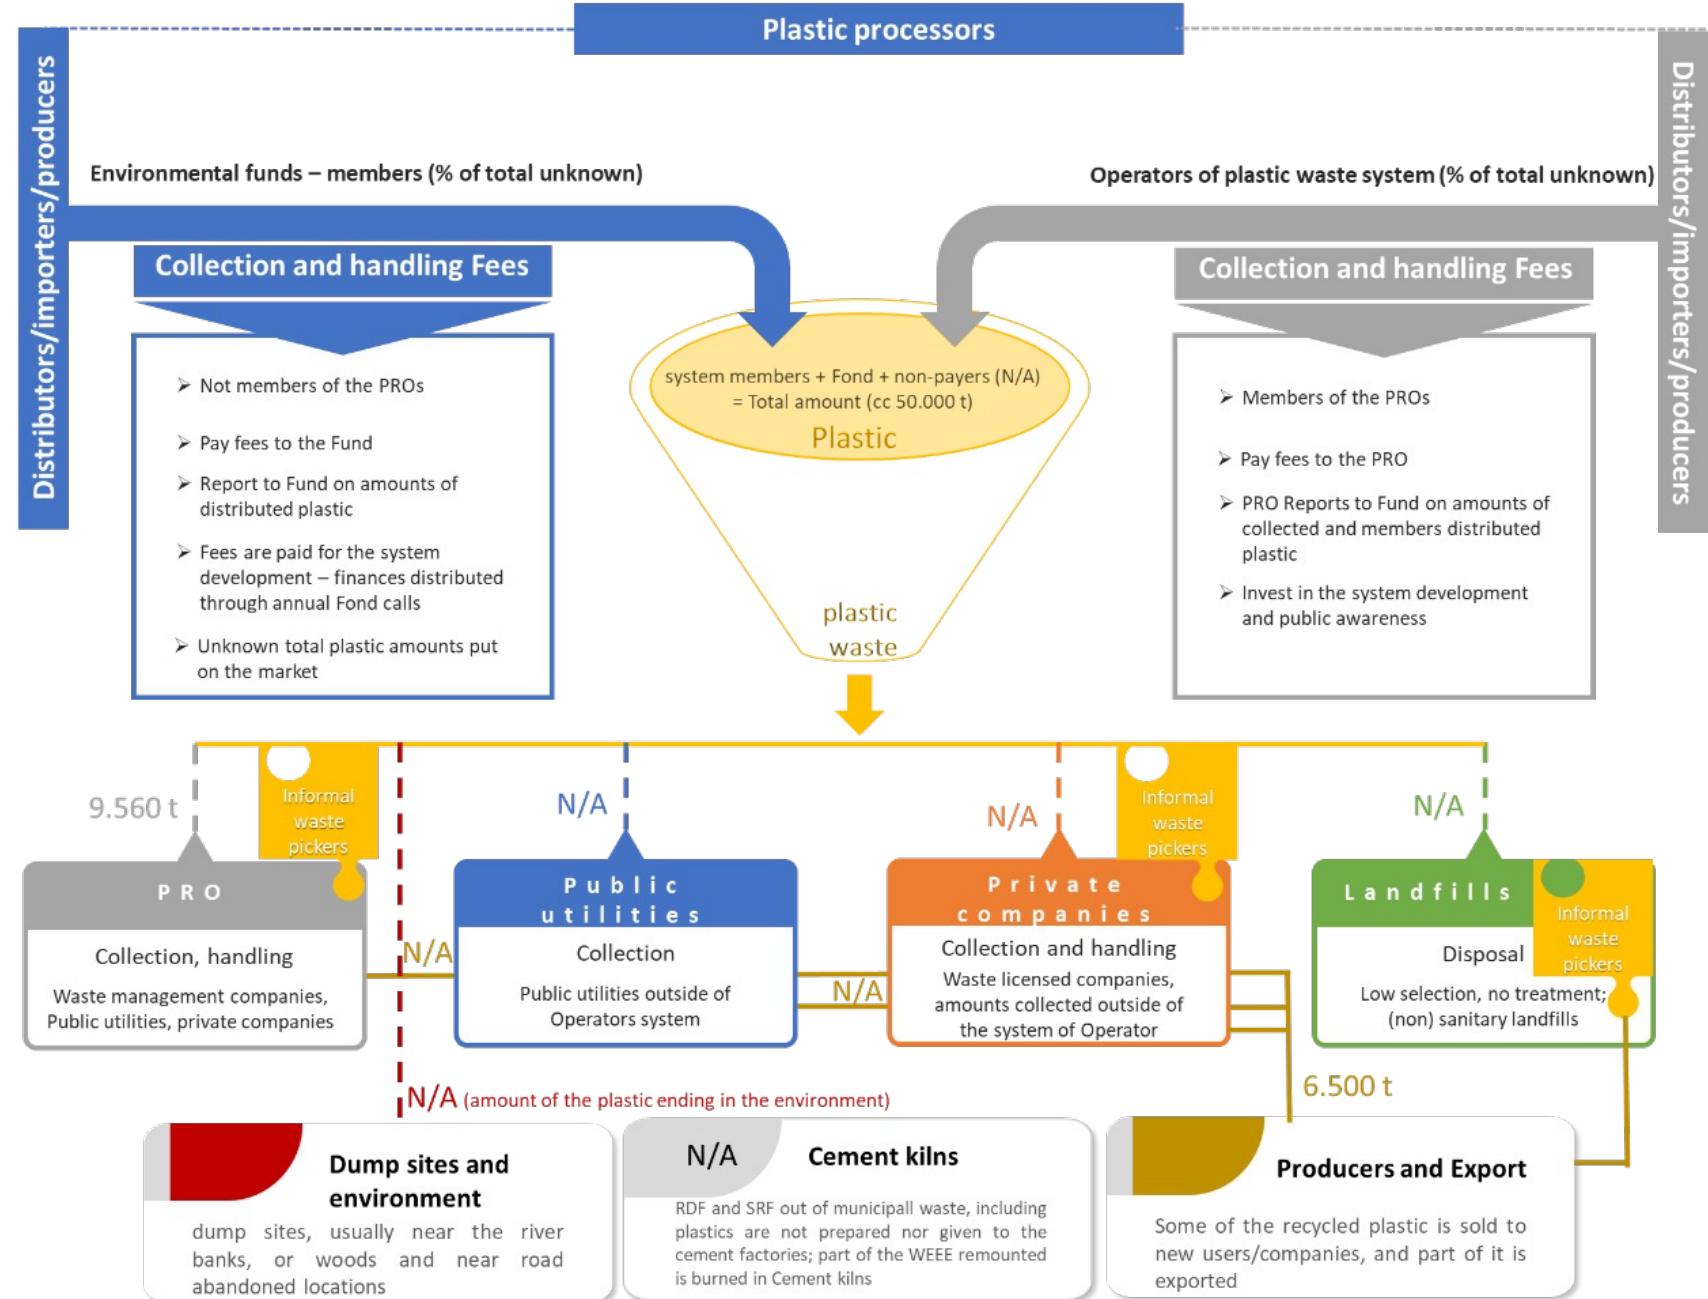 Plastic processors
Distributors/importers/producers
Distributors/importers/producers
Environmental funds – members (% of total unknown)
Operators of plastic waste system (% of total unknown)
Collection and handling Fees
➢ Not members of the PROs
➢ Pay fees to the Fund
➢ Report to Fund on amounts of
distributed plastic
➢ Fees are paid for the system
development – finances distributed
through annual Fond calls
➢ Unknown total plastic amounts put
on the market
system members + Fond + non-payers (N/A)
= Total amount (cc 50.000 t)
Plastic
plastic
waste
Collection and handling Fees
➢ Members of the PROs
➢ Pay fees to the PRO
➢ PRO Reports to Fund on amounts of
collected and members distributed
plastic
➢ Invest in the system development
and public awareness
9.560 t
Informal
waste
pickers
N/A
N/A
Informal
waste
pickers
N/A
PRO
Collection, handling
Waste management companies,
Public utilities, private companies
N/A
Public
utilities
Collection
Public utilities outside of
Operators system
N/A
Private
companies
Collection and handling
Waste licensed companies,
amounts collected outside of
the system of Operator
Landfills
Informal
waste
pickers
Disposal
Low selection, no treatment;
(non) sanitary landfills
6.500 t
N/A (amount of the plastic ending in the environment)
Dump sites and
environment
dump sites, usually near the river
banks, or woods and near road
abandoned locations
N/A
Cement kilns
RDF and SRF out of municipall waste, including
plastics are not prepared nor given to the
cement factories; part of the WEEE remounted
is burned in Cement kilns
Producers and Export
Some of the recycled plastic is sold to
new users/companies, and part of it is
exported